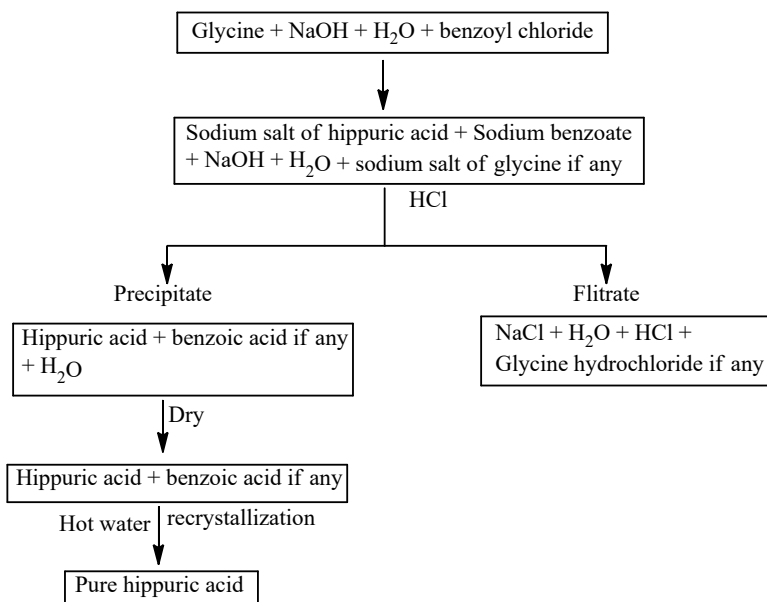 Glycine + NaOH + H2O + benzoyl chloride
Sodium salt of hippuric acid + Sodium benzoate
+ NaOH + H2O + sodium salt of glycine if any
HCl
Precipitate
Flitrate
Hippuric acid + benzoic acid if any
+ H2O
NaCl + H2O + HCl +
Glycine hydrochloride if any
Dry
Hippuric acid + benzoic acid if any
Hot water recrystallization
Pure hippuric acid